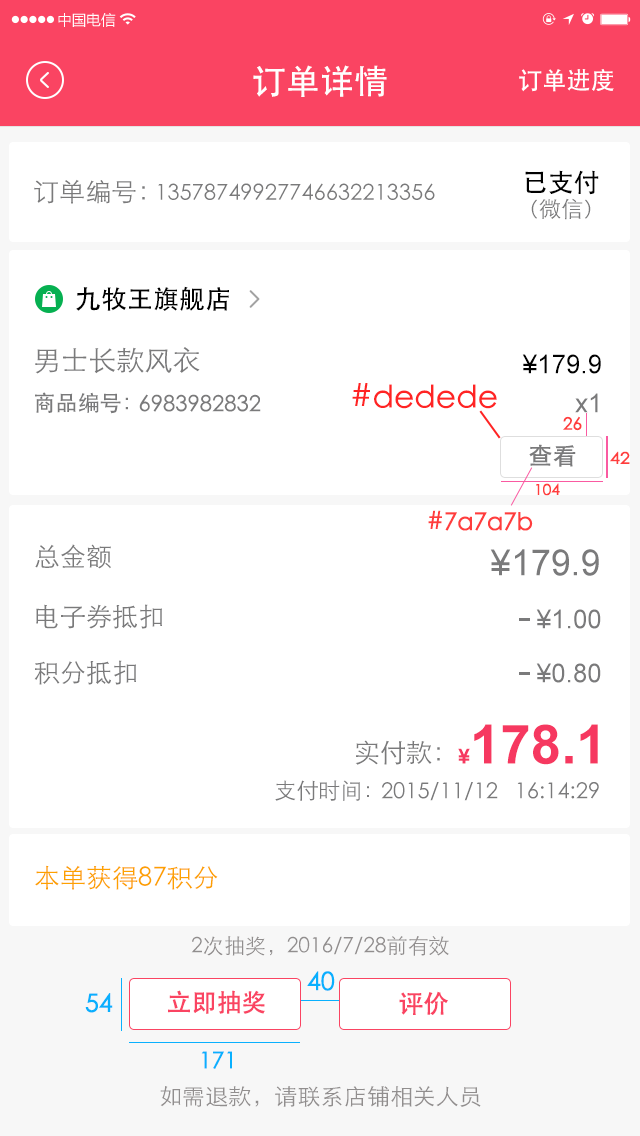 中国电信
订单详情
订单进度
订单编号：13578749927746632213356
已支付
（微信）
九牧王旗舰店
男士长款风衣
¥179.9
商品编号：6983982832
#dedede
x1
26
查看
42
104
#7a7a7b
总金额
¥179.9
电子券抵扣
-¥1.00
积分抵扣
-¥0.80
实付款：¥178.1
支付时间：2015/11/12 16:14:29
本单获得87积分
2次抽奖，2016/7/28前有效
54
立即抽奖
40
评价
171
如需退款，请联系店铺相关人员